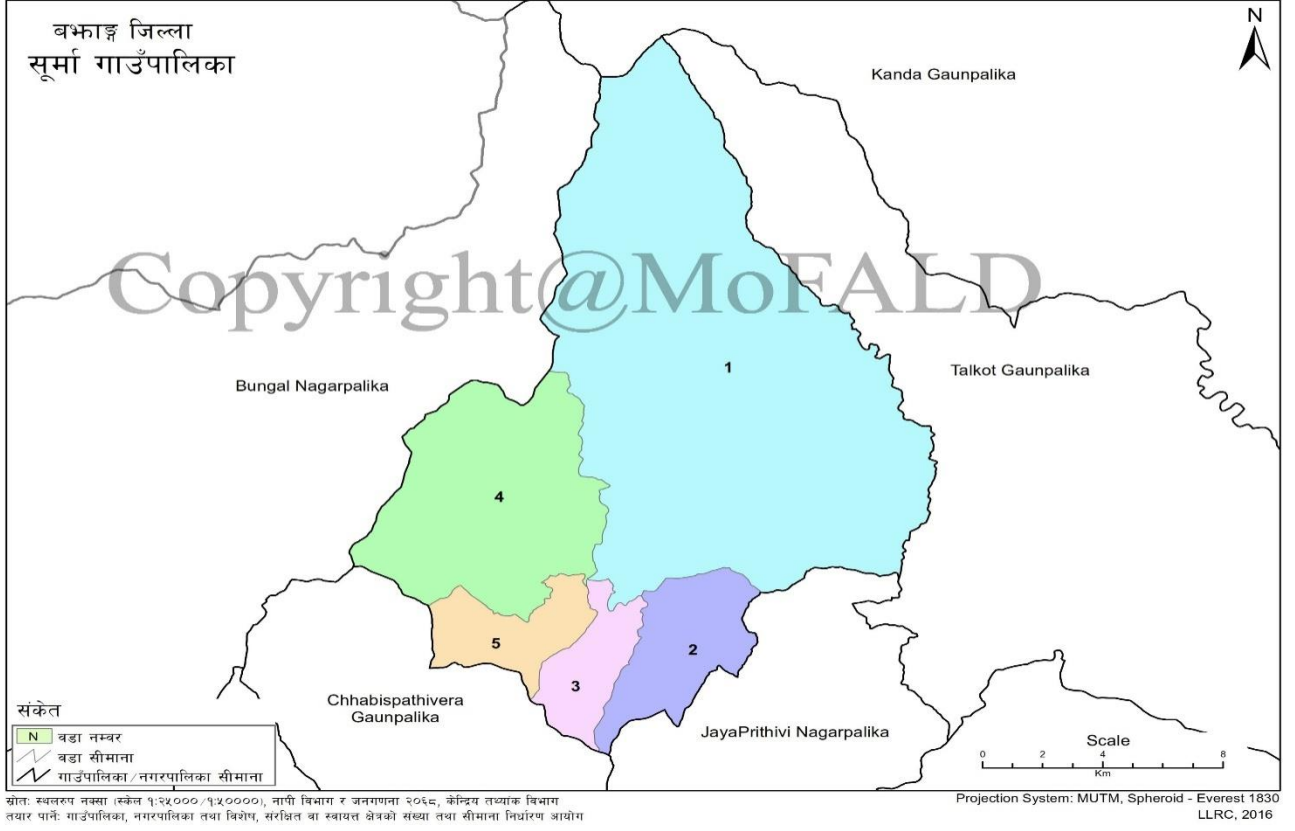 बझाङ्ग जिल्ला
सूर्मा गाउँपालिका
N
Kanda Gaunpalika
Copyright@MoFALD
1
Talkot Gaunpalika
Bungal Nagarpalika
4
5
2
3
Chhabispathivera
Gaunpalika
JayaPrithivi Nagarpalika
संकेत
N वडा नम्बर
वडा सीमाना
गाउँपालिका/नगरपालिका सीमाना
Scale
0 2 4 8
Km
स्रोतः स्थलरुप नक्सा (स्केल १:२५०००/१:५००००), नापी विभाग र जनगणना २०६८, केन्द्रिय तथ्यांक विभाग
तयार पार्नेः गाउँपालिका, नगरपालिका तथा विशेष, संरक्षित वा स्वायत्त क्षेत्रको संख्या तथा सीमाना निर्धारण आयोग
Projection System: MUTM, Spheroid - Everest 1830
LLRC, 2016